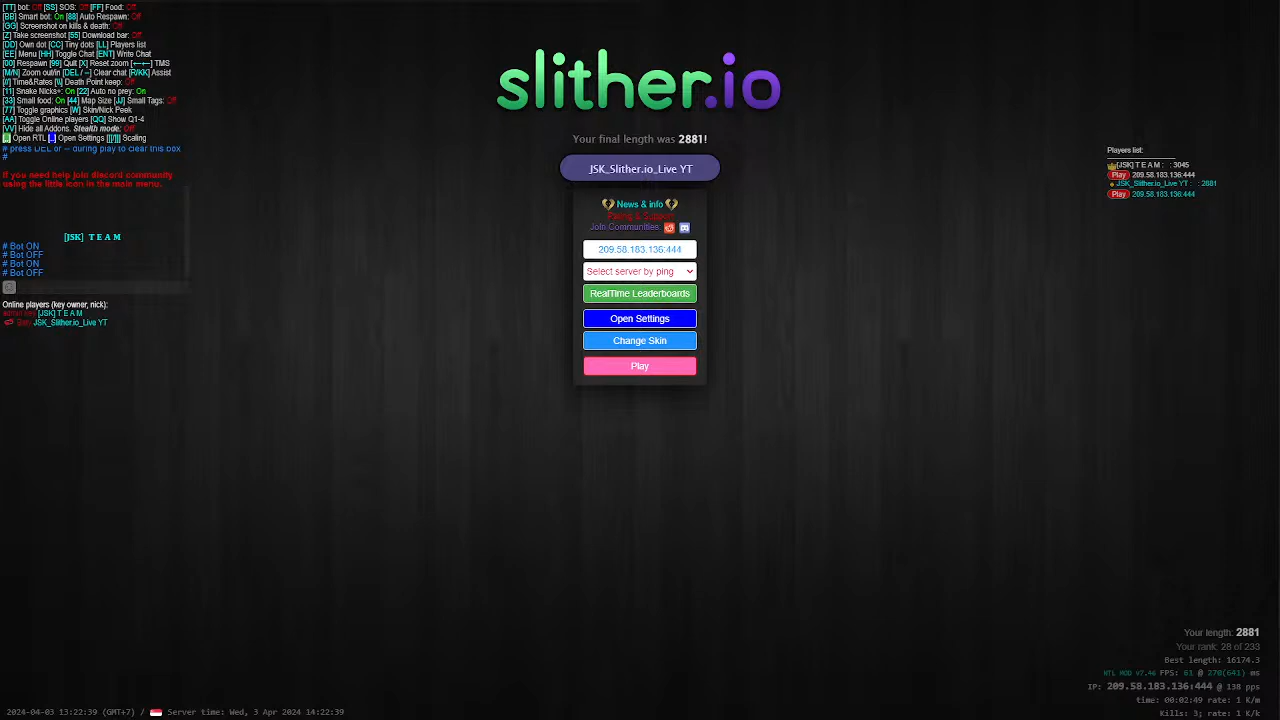 [TT] bot: Off [SS] SOS: Off [FF] Food: Off
[BB] Smart bot: On [88] Auto Respawn: Off
[GG] Screenshot on kills & death: Off
[Z] Take screenshot [55] Download bar: Off
[DD] Own dot [CC] Tiny dots [LL] Players list
[EE] Menu [HH] Toggle Chat [ENT] Write Chat
[00] Respawn [99] Quit [X] Reset zoom [←→] TMS
[M/N] Zoom out/in [DEL / ~] Clear chat [R/KK] Assist
[//] Time&Rates [\\] Death Point keep: Off
[11] Snake Nicks+: On [22] Auto no prey: On
[33] Small food: On [44] Map Size [JJ] Small Tags: Off
[77] Toggle graphics [W] Skin/Nick Peek
[AA] Toggle Online players [QQ] Show Q1-4
[VV] Hide all Addons. Stealth mode: Off
Open RTL Open Settings Scaling
# press DEL or ~ during play to clear this box
#
If you need help join discord community
using the little icon in the main menu.
[JSK] T E A M
# Bot ON
# Bot OFF
# Bot ON
# Bot OFF
Online players (key owner, nick):
[JSK] T E A M
JSK_Slither.io_Live YT
slither.io
Your final length was 2881!
JSK_Slither.io_Live YT
News & info
Rating & Support
Join Communities:
209.58.183.136:444
Select server by ping
RealTime Leaderboards
Open Settings
Change Skin
Play
Players list:
[JSK] T E A M : : 3045
Play 209.58.183.136:444
JSK_Slither.io_Live YT : : 2881
Play 209.58.183.136:444
Your length: 2881
Your rank: 28 of 233
Best length: 16174.3
NTL MOD v7.46 FPS: 61 @ 270(641) ms
IP: 209.58.183.136:444 @ 138 pps
time: 00:02:49 rate: 1 K/m
Kills: 3; rate: 1 K/k
2024-04-03 13:22:39 (GMT+7) / Server time: Wed, 3 Apr 2024 14:22:39